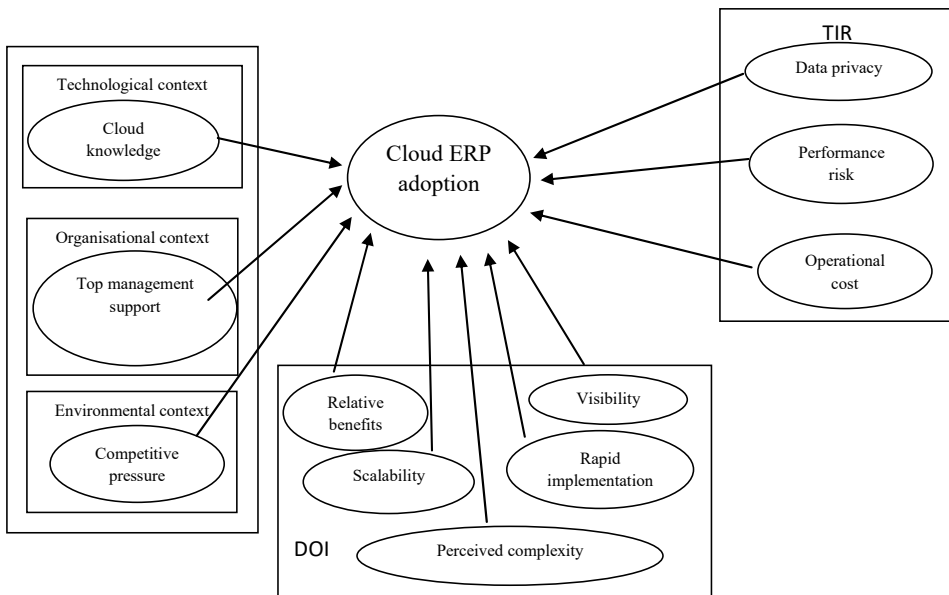 Technological context
Cloud
knowledge
Organisational context
Top management
support
Environmental context
Competitive
pressure
Cloud ERP
adoption
TIR
Data privacy
Performance
risk
Operational
cost
Relative
benefits
Visibility
Scalability
Rapid
implementation
DOI
Perceived complexity